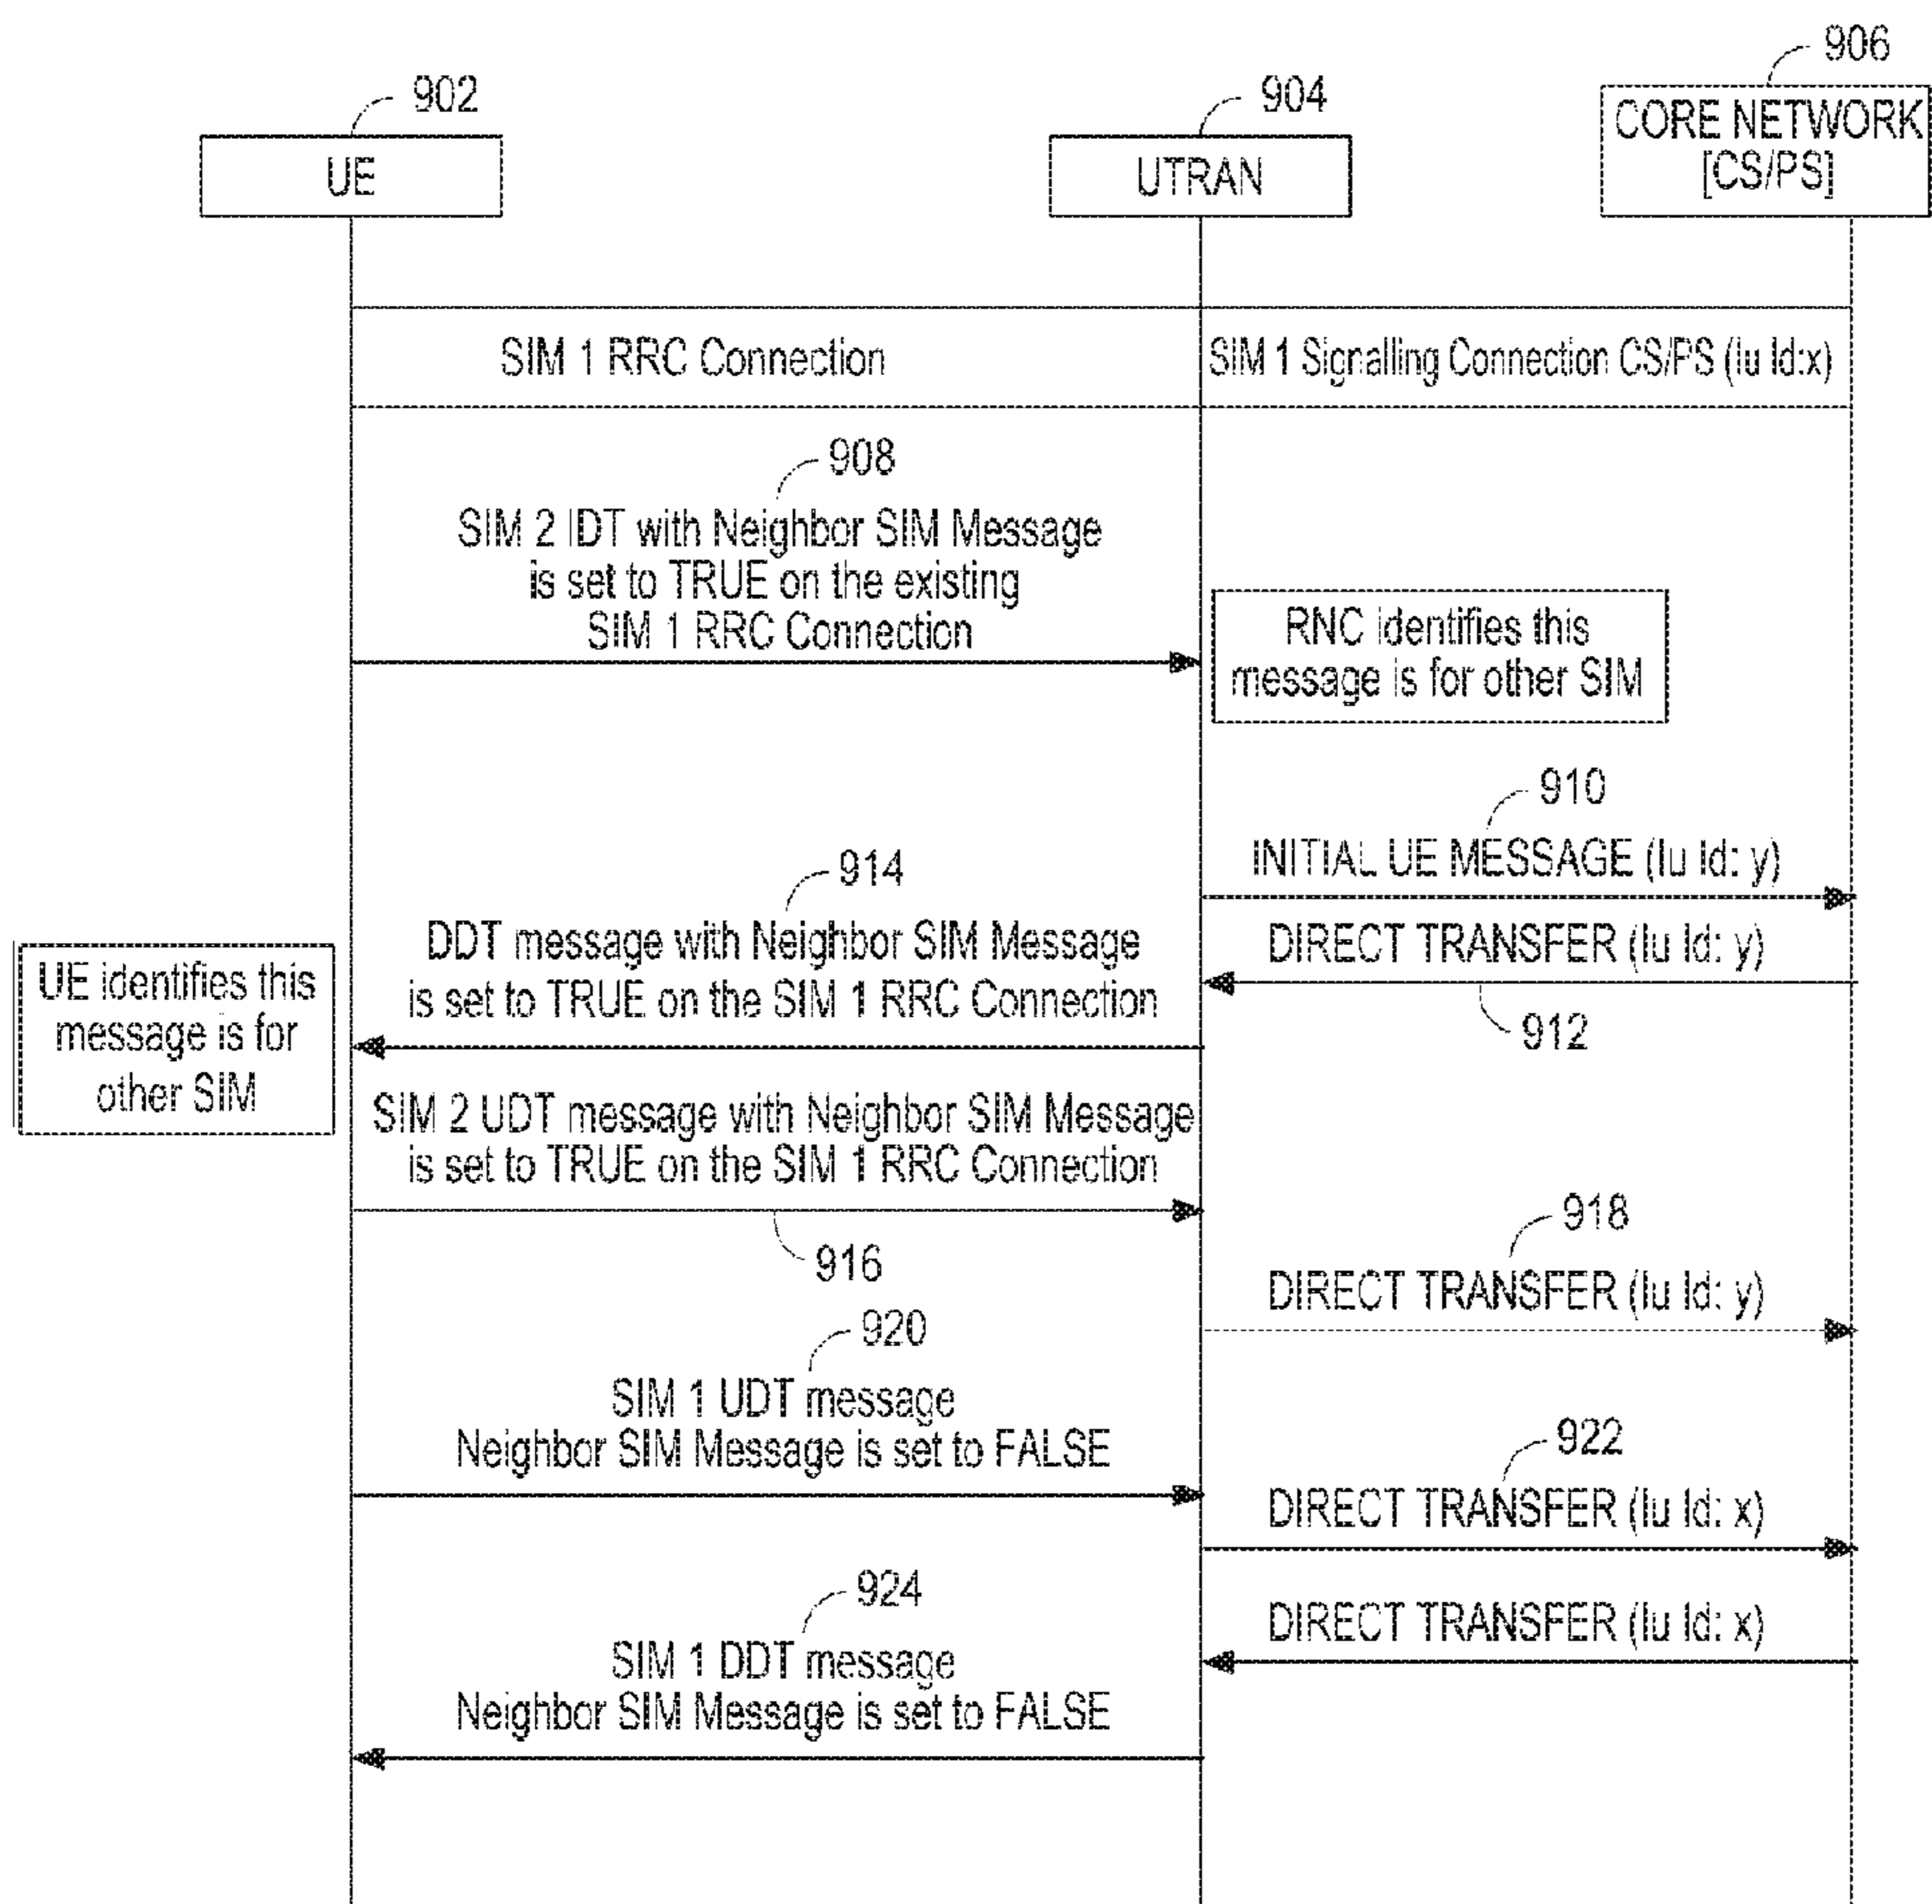 906
902
904
CORE NETWORK
[CS/PS]
UE
UTRAN
SIM 1 RRC Connection
SIM 1 Signalling Connection CS/PS (Iu Id:x)
908
SIM 2 IDT with Neighbor SIM Message
is set to TRUE on the existing
SIM 1 RRC Connection
RNC identifies this
message is for other SIM
910
INITIAL UE MESSAGE (Iu Id: y)
914
DDT message with Neighbor SIM Message
is set to TRUE on the SIM 1 RRC Connection
DIRECT TRANSFER (Iu Id: y)
912
UE identifies this
message is for
other SIM
SIM 2 UDT message with Neighbor SIM Message
is set to TRUE on the SIM 1 RRC Connection
916
918
DIRECT TRANSFER (Iu Id: y)
920
SIM 1 UDT message
Neighbor SIM Message is set to FALSE
922
DIRECT TRANSFER (Iu Id: x)
924
SIM 1 DDT message
Neighbor SIM Message is set to FALSE
DIRECT TRANSFER (Iu Id: x)